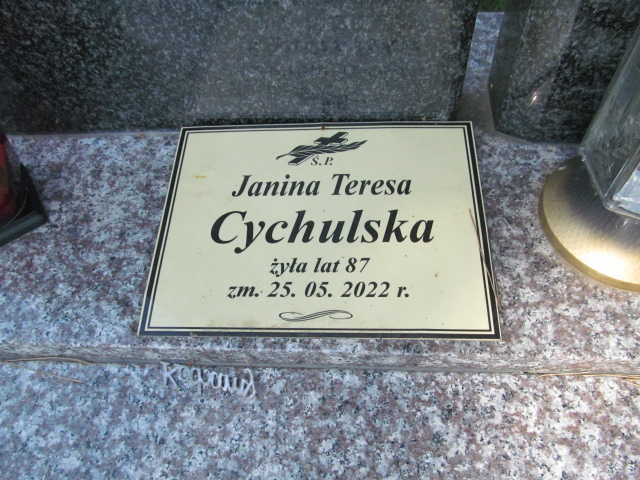 Ś.P.
Janina Teresa
Cychulska
żyła lat 87
zm. 25. 05. 2022 r.